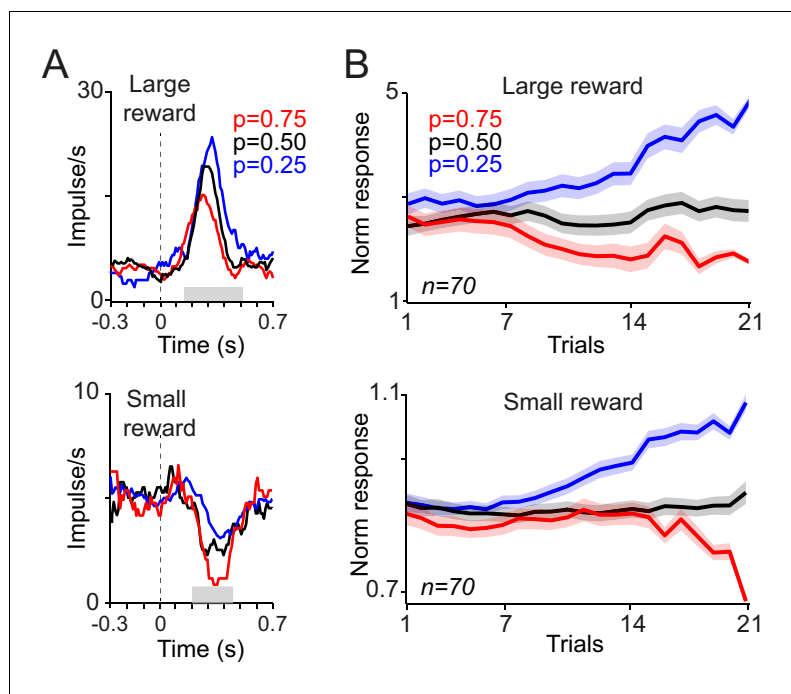 A
30
Large
reward
p=0.75
p=0.50
p=0.25
Impulse/s
0
-0.3
0
0.7
Time (s)
B
5
Large reward
p=0.75
p=0.50
p=0.25
Norm response
1
n=70
1
7
14
21
Trials
10
Small
reward
Impulse/s
0
-0.3
0
0.7
Time (s)
1.1
Small reward
Norm response
0.7
n=70
1
7
14
21
Trials